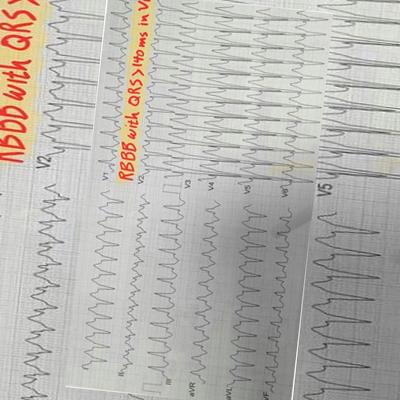 RBBB with QRS >
RBBB with QRS >140 ms in V
V1
V2
V3
V4
V5
V6
II
III
aVR
aVL
aVF
V2
V5